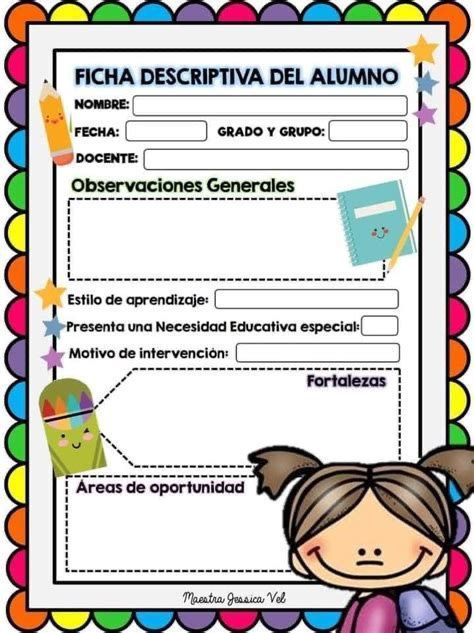 FICHA DESCRIPTIVA DEL ALUMNO
NOMBRE:
FECHA: GRADO Y GRUPO:
DOCENTE:
Observaciones Generales
Estilo de aprendizaje:
Presenta una Necesidad Educativa especial:
Motivo de intervención:
Fortalezas
Áreas de oportunidad
Maestra Jessica Vel